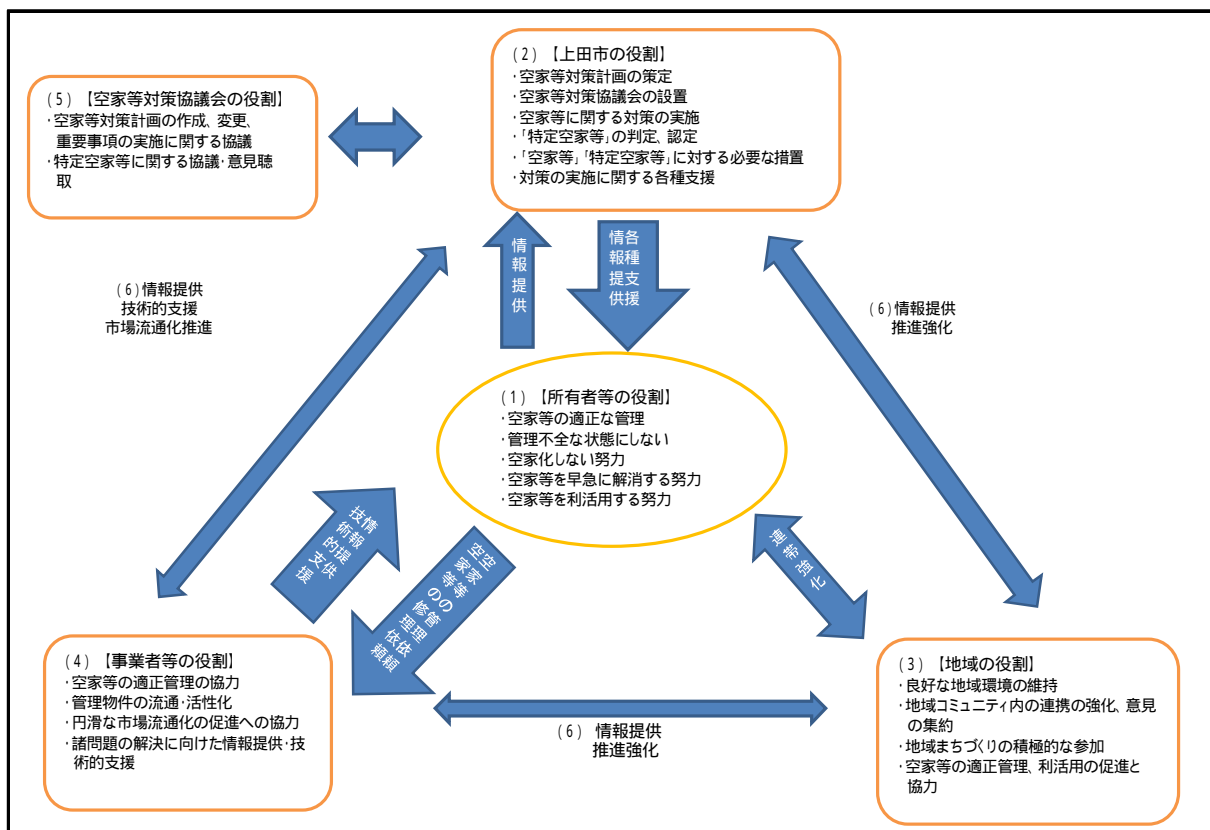 (2) 【上田市の役割】
・空家等対策計画の策定
・空家等対策協議会の設置
・空家等に関する対策の実施
・「特定空家等」の判定、認定
・「空家等」「特定空家等」に対する必要な措置
・対策の実施に関する各種支援
(5) 【空家等対策協議会の役割】
・空家等対策計画の作成、変更、
重要事項の実施に関する協議
・特定空家等に関する協議・意見聴
取
情報提供
各種支援
情報提供
(6)情報提供
技術的支援
市場流通化推進
(6)情報提供
推進強化
(1) 【所有者等の役割】
・空家等の適正な管理
・管理不全な状態にしない
・空家化しない努力
・空家等を早急に解消する努力
・空家等を利活用する努力
情報提供
技術的支援
空家等の管理依頼
空家等の修理依頼
連帯強化
(4) 【事業者等の役割】
・空家等の適正管理の協力
・管理物件の流通・活性化
・円滑な市場流通化の促進への協力
・諸問題の解決に向けた情報提供・技
術的支援
(6) 情報提供
推進強化
(3) 【地域の役割】
・良好な地域環境の維持
・地域コミュニティ内の連携の強化、意見
の集約
・地域まちづくりの積極的な参加
・空家等の適正管理、利活用の促進と
協力